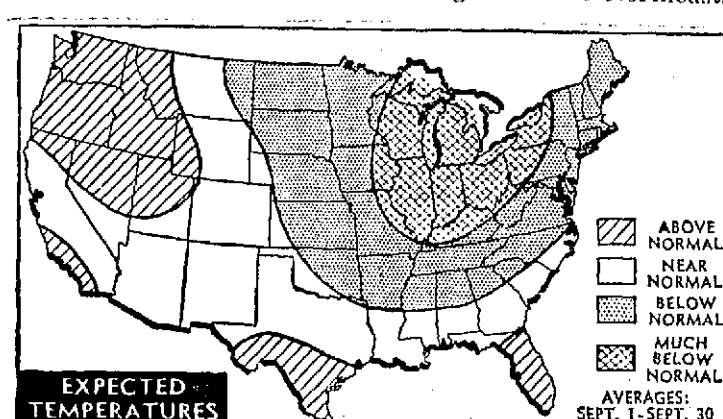 ABOVE
NORMAL
NEAR
NORMAL
BELOW
NORMAL
MUCH
BELOW
NORMAL
AVERAGES:
SEPT. 1-SEPT. 30
EXPECTED
TEMPERATURES